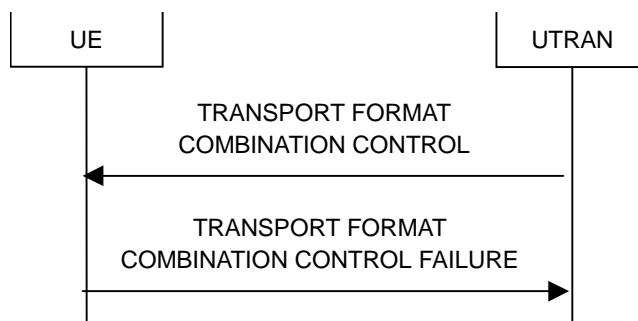 UE
UTRAN
TRANSPORT FORMAT
COMBINATION CONTROL
TRANSPORT FORMAT
COMBINATION CONTROL FAILURE